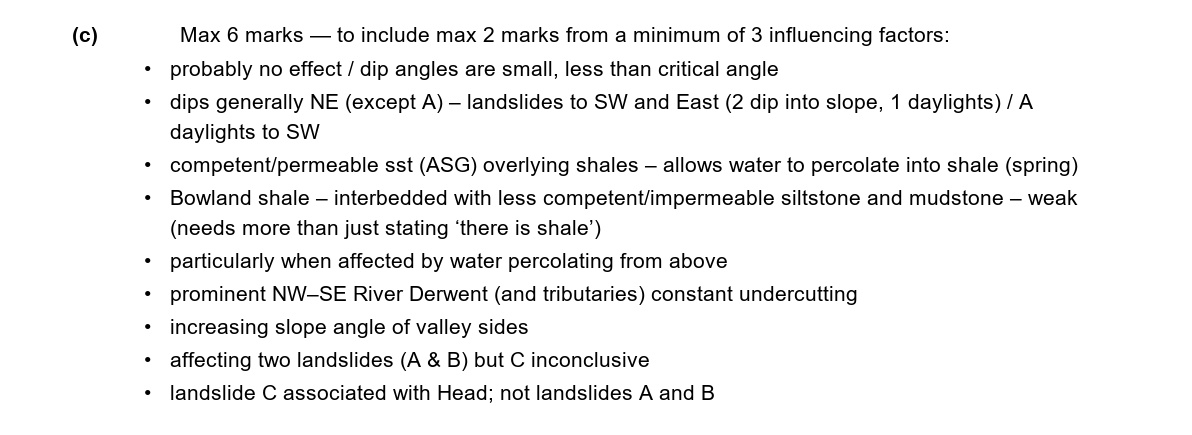 (c) Max 6 marks — to include max 2 marks from a minimum of 3 influencing factors:
• probably no effect / dip angles are small, less than critical angle
• dips generally NE (except A) – landslides to SW and East (2 dip into slope, 1 daylights) / A
daylights to SW
• competent/permeable sst (ASG) overlying shales – allows water to percolate into shale (spring)
• Bowland shale – interbedded with less competent/impermeable siltstone and mudstone – weak
(needs more than just stating ‘there is shale’)
• particularly when affected by water percolating from above
• prominent NW–SE River Derwent (and tributaries) constant undercutting
• increasing slope angle of valley sides
• affecting two landslides (A & B) but C inconclusive
• landslide C associated with Head; not landslides A and B